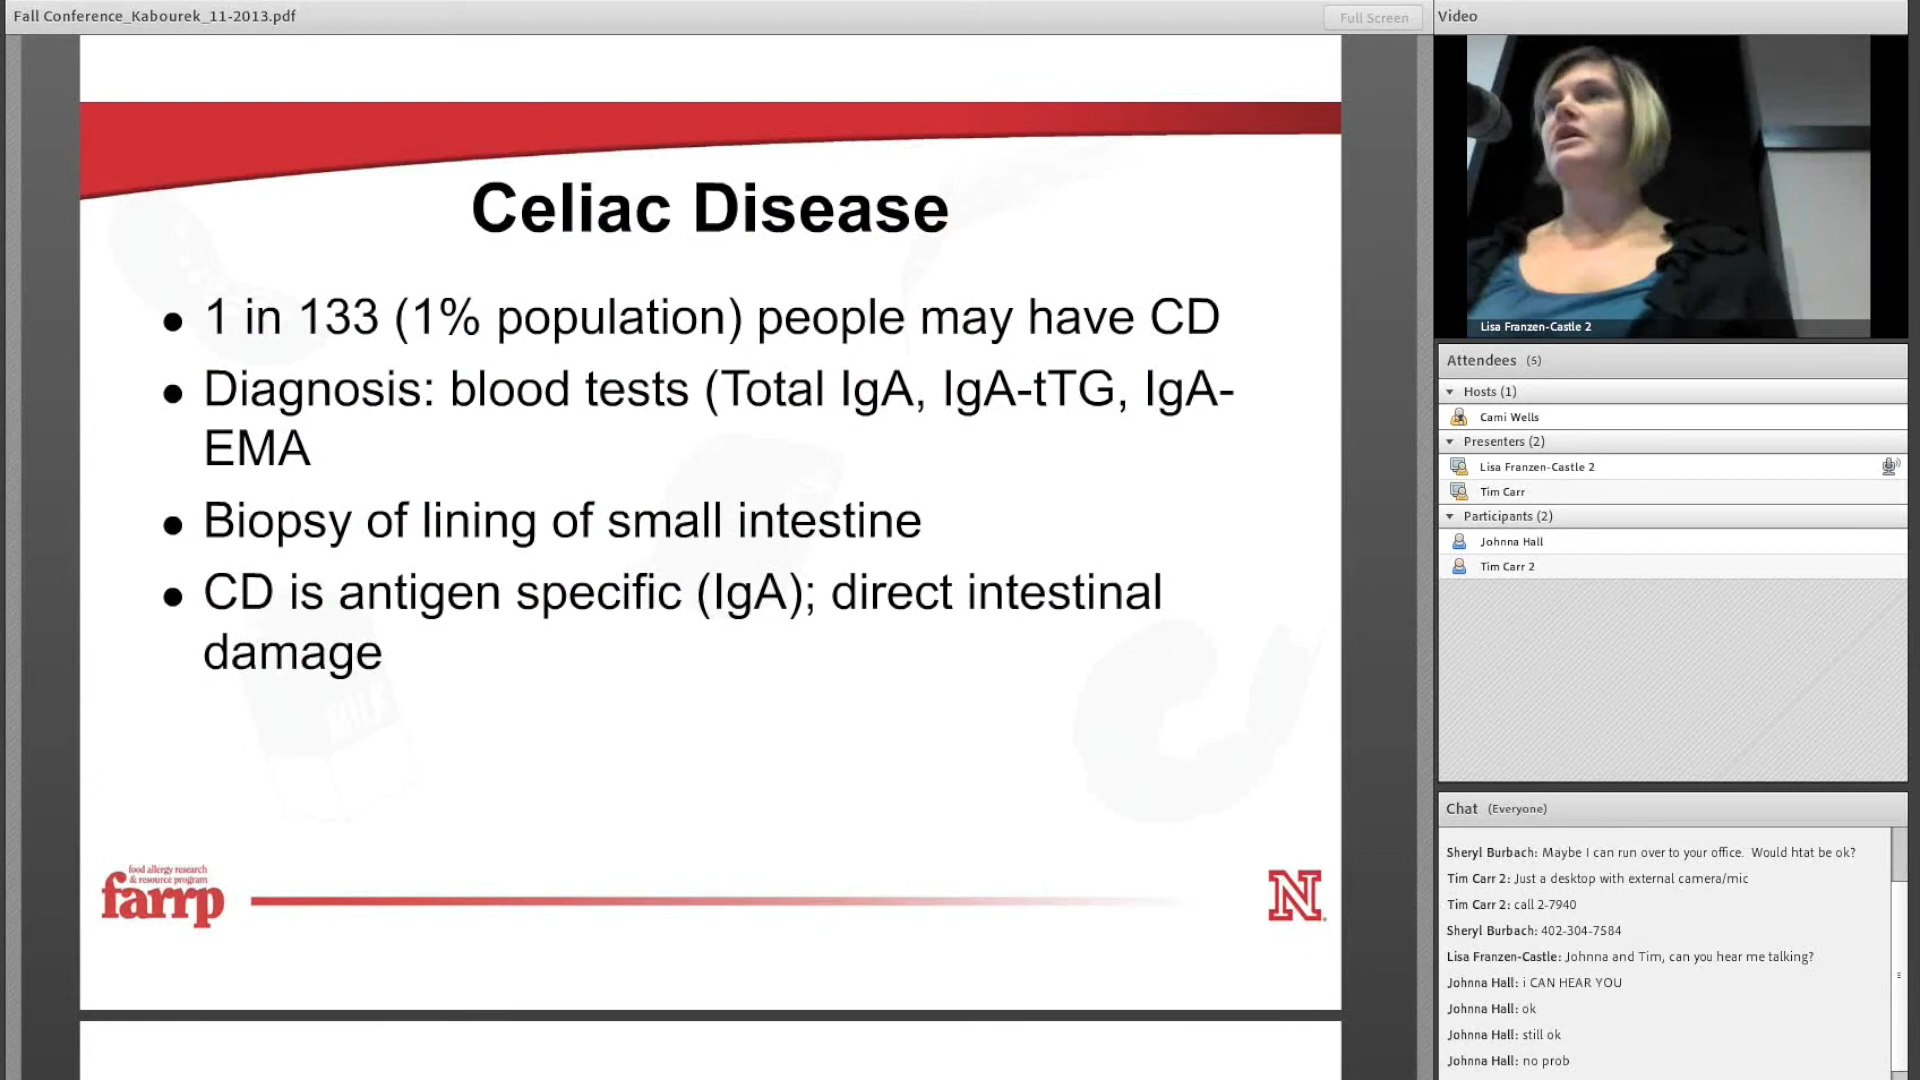 Fall Conference_Kabourek_11-2013.pdf
Full Screen
Celiac Disease
● 1 in 133 (1% population) people may have CD
● Diagnosis: blood tests (Total IgA, IgA-tTG, IgA-
EMA
● Biopsy of lining of small intestine
● CD is antigen specific (IgA); direct intestinal
damage
MILK
food allergy research
& resource program
farrp
N
Video
Lisa Franzen-Castle 2
Attendees (5)
Hosts (1)
Cami Wells
Presenters (2)
Lisa Franzen-Castle 2
Tim Carr
Participants (2)
Johnna Hall
Tim Carr 2
Chat (Everyone)
Sheryl Burbach: Maybe I can run over to your office. Would htat be ok?
Tim Carr 2: Just a desktop with external camera/mic
Tim Carr 2: call 2-7940
Sheryl Burbach: 402-304-7584
Lisa Franzen-Castle: Johnna and Tim, can you hear me talking?
Johnna Hall: i CAN HEAR YOU
Johnna Hall: ok
Johnna Hall: still ok
Johnna Hall: no prob